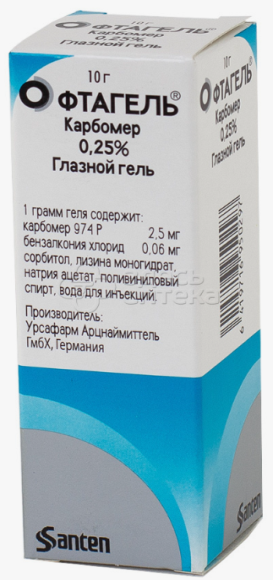 10 г
ОФТАГЕЛЬ®
Карбомер
0,25%
Глазной гель
1 грамм геля содержит:
карбомер 974 Р 2,5 мг
бензалкония хлорид 0,06 мг
сорбитол, лизина моногидрат,
натрия ацетат, поливиниловый
спирт, вода для инъекций.
Производитель:
Урсафарм Арцнаймиттель
ГмбХ, Германия
Santen
ОФТАГЕЛЬ®
Карбомер
0,25%
Глазной гель
Santen